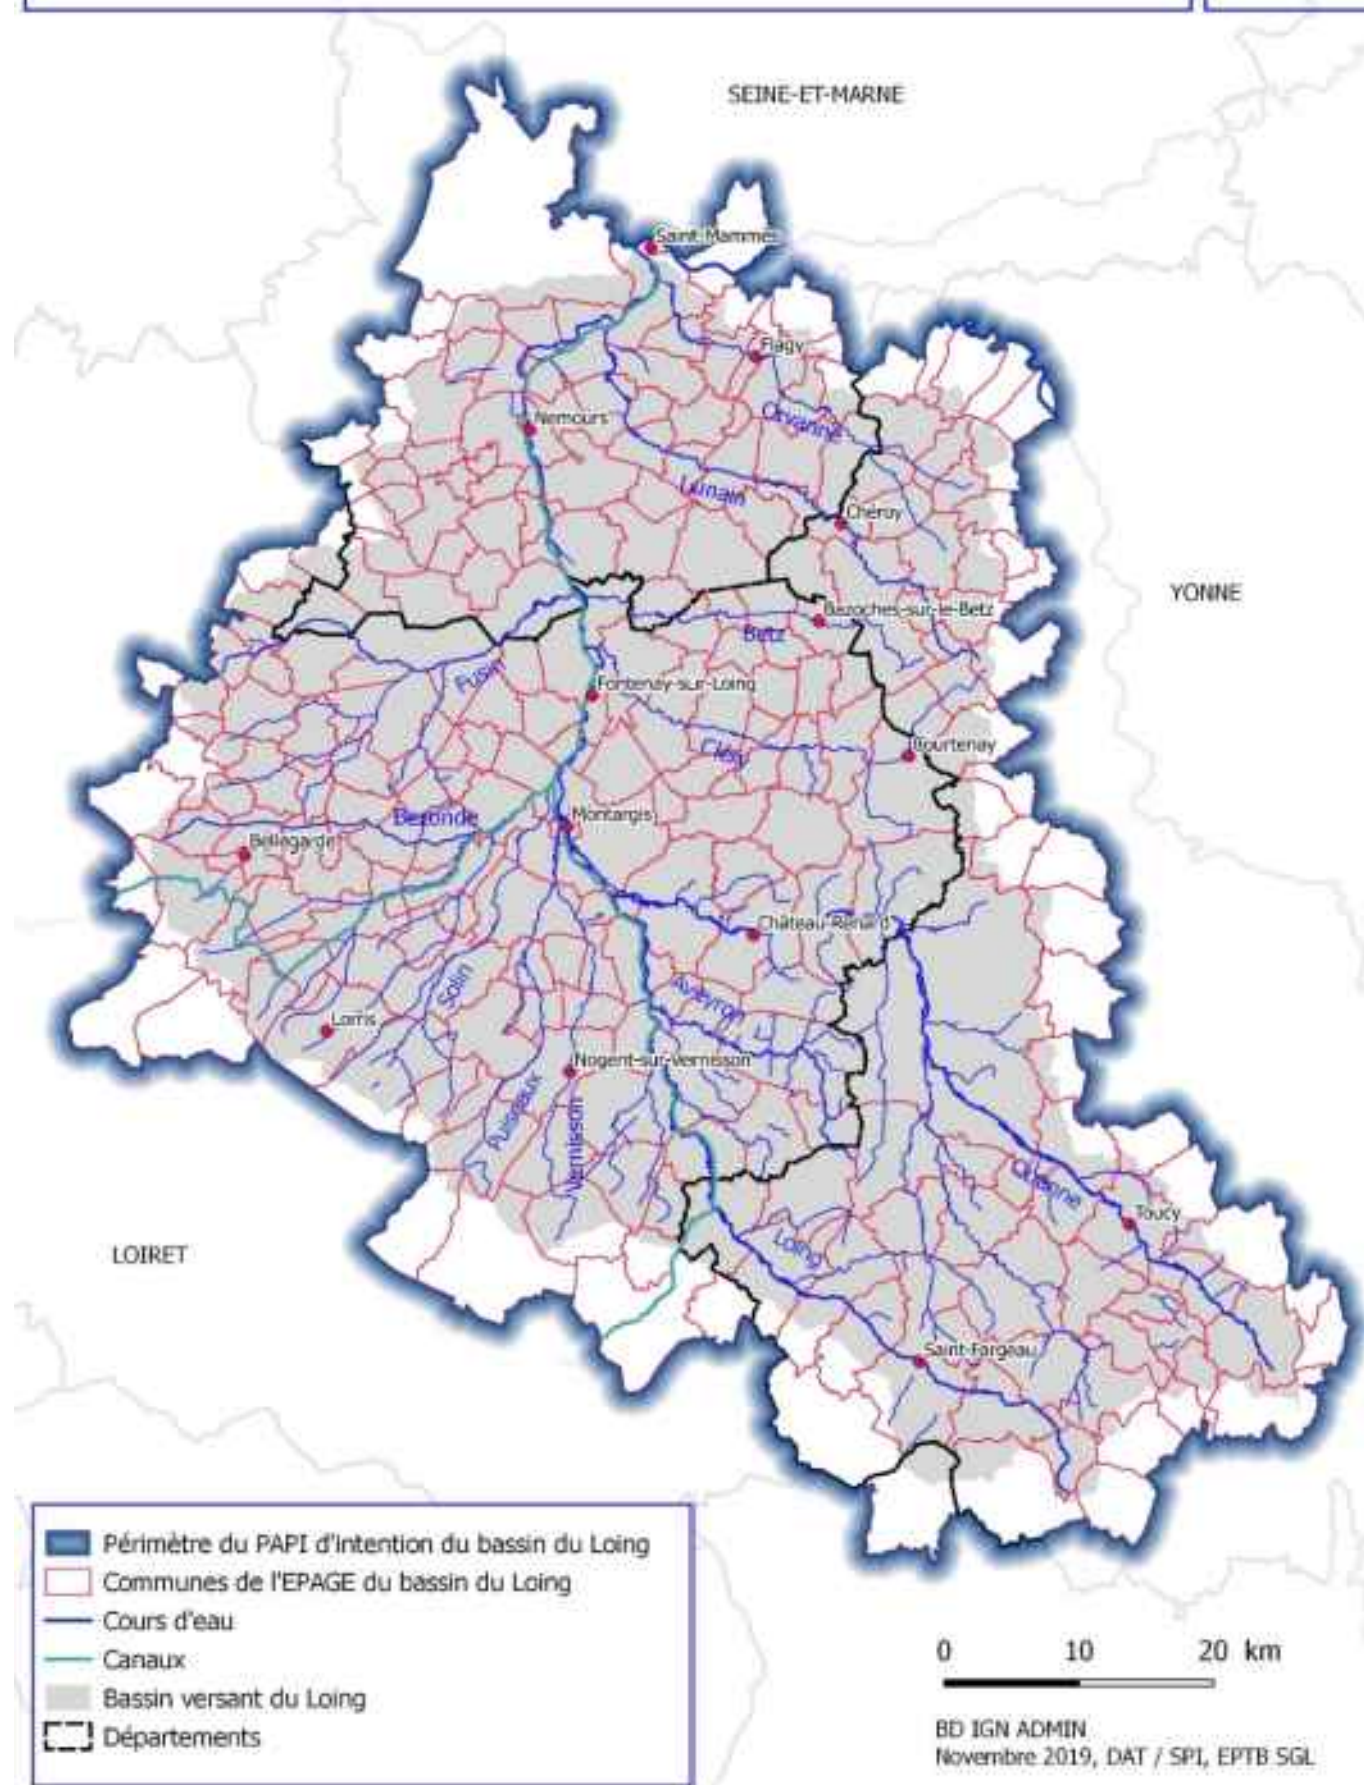 SEINE-ET-MARNE
Saint-Mammès
Flagy
Orvanne
Nemours
Lunain
Chéroy
YONNE
Bazoches-sur-le-Betz
Betz
Fusin
Fontenay-sur-Loing
Cléry
Courtenay
Bezonde
Montargis
Bellegarde
Château-Renard
Solin
Aveyron
Lorris
Nogent-sur-Vernisson
Puiseaux
Vernisson
Ouanne
Toucy
LOIRET
Loing
Saint-Fargeau
Périmètre du PAPI d'intention du bassin du Loing
Communes de l'EPAGE du bassin du Loing
Cours d'eau
Canaux
Bassin versant du Loing
Départements
0 10 20 km
BD IGN ADMIN
Novembre 2019, DAT / SPI, EPTB SGL